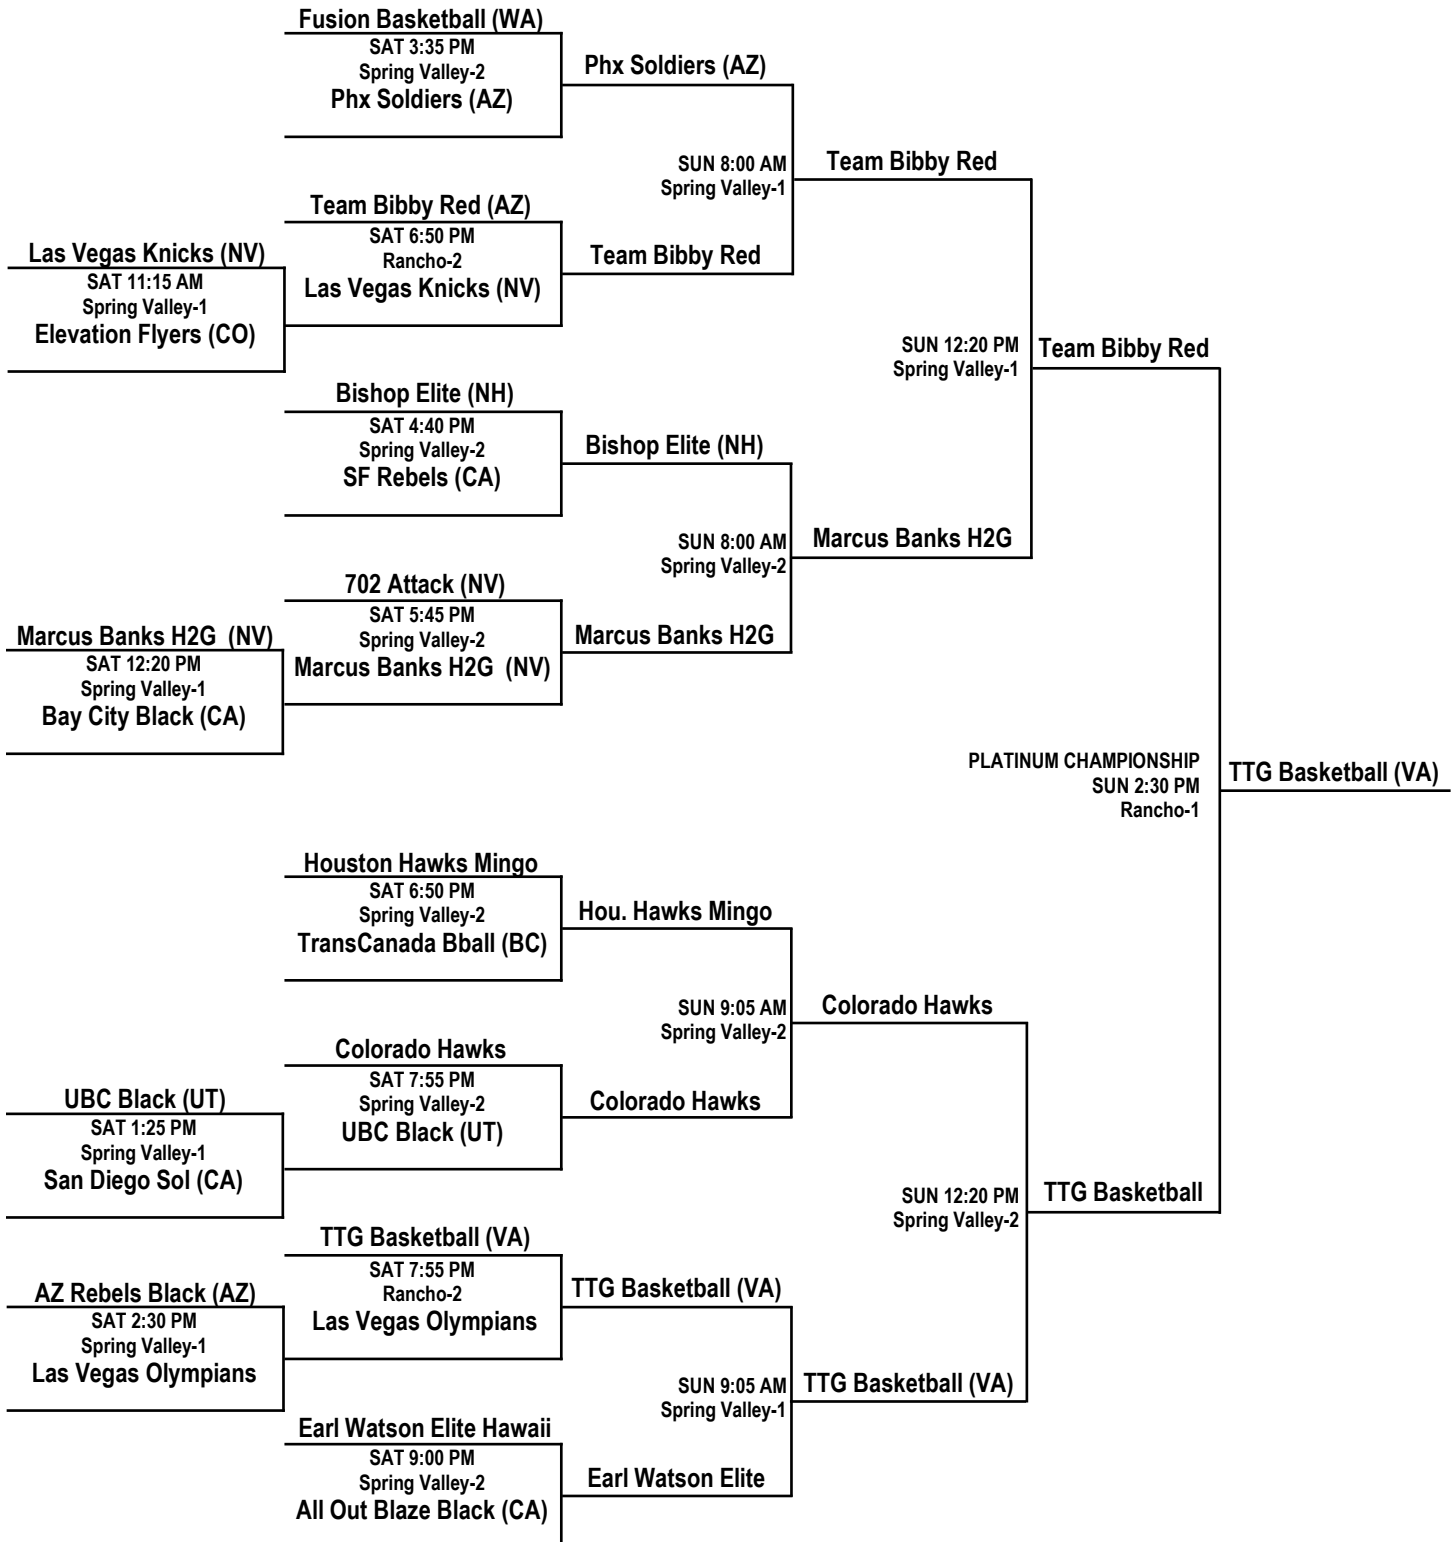 Fusion Basketball (WA)
SAT 3:35 PM
Spring Valley-2
Phx Soldiers (AZ)
Phx Soldiers (AZ)
SUN 8:00 AM
Spring Valley-1
Team Bibby Red
Team Bibby Red (AZ)
SAT 6:50 PM
Rancho-2
Las Vegas Knicks (NV)
Team Bibby Red
Las Vegas Knicks (NV)
SAT 11:15 AM
Spring Valley-1
Elevation Flyers (CO)
SUN 12:20 PM
Spring Valley-1
Team Bibby Red
Bishop Elite (NH)
SAT 4:40 PM
Spring Valley-2
SF Rebels (CA)
Bishop Elite (NH)
SUN 8:00 AM
Spring Valley-2
Marcus Banks H2G
702 Attack (NV)
SAT 5:45 PM
Spring Valley-2
Marcus Banks H2G  (NV)
Marcus Banks H2G
Marcus Banks H2G  (NV)
SAT 12:20 PM
Spring Valley-1
Bay City Black (CA)
PLATINUM CHAMPIONSHIP
SUN 2:30 PM
Rancho-1
TTG Basketball (VA)
Houston Hawks Mingo
SAT 6:50 PM
Spring Valley-2
TransCanada Bball (BC)
Hou. Hawks Mingo
SUN 9:05 AM
Spring Valley-2
Colorado Hawks
Colorado Hawks
SAT 7:55 PM
Spring Valley-2
UBC Black (UT)
Colorado Hawks
UBC Black (UT)
SAT 1:25 PM
Spring Valley-1
San Diego Sol (CA)
SUN 12:20 PM
Spring Valley-2
TTG Basketball
TTG Basketball (VA)
SAT 7:55 PM
Rancho-2
Las Vegas Olympians
TTG Basketball (VA)
AZ Rebels Black (AZ)
SAT 2:30 PM
Spring Valley-1
Las Vegas Olympians
SUN 9:05 AM
Spring Valley-1
TTG Basketball (VA)
Earl Watson Elite Hawaii
SAT 9:00 PM
Spring Valley-2
All Out Blaze Black (CA)
Earl Watson Elite